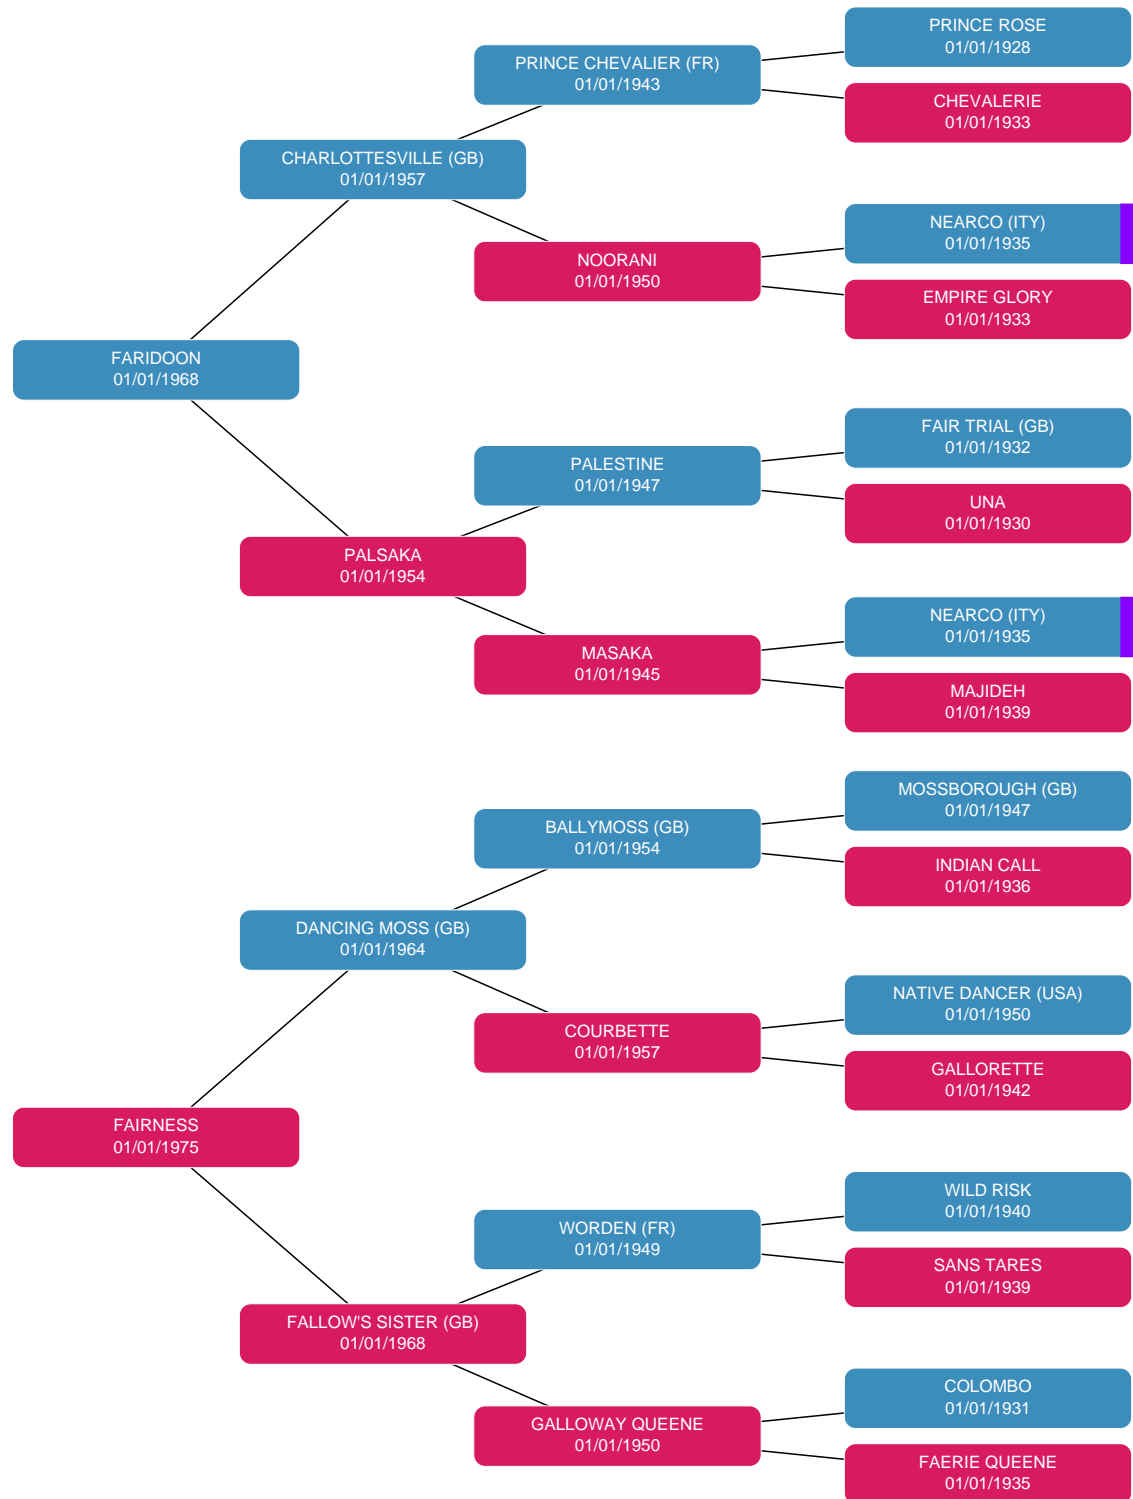 PRINCE ROSE
01/01/1928
PRINCE CHEVALIER (FR)
01/01/1943
CHEVALERIE
01/01/1933
CHARLOTTESVILLE (GB)
01/01/1957
NEARCO (ITY)
01/01/1935
NOORANI
01/01/1950
EMPIRE GLORY
01/01/1933
FARIDOON
01/01/1968
FAIR TRIAL (GB)
01/01/1932
PALESTINE
01/01/1947
UNA
01/01/1930
PALSAKA
01/01/1954
NEARCO (ITY)
01/01/1935
MASAKA
01/01/1945
MAJIDEH
01/01/1939
MOSSBOROUGH (GB)
01/01/1947
BALLYMOSS (GB)
01/01/1954
INDIAN CALL
01/01/1936
DANCING MOSS (GB)
01/01/1964
NATIVE DANCER (USA)
01/01/1950
COURBETTE
01/01/1957
GALLORETTE
01/01/1942
FAIRNESS
01/01/1975
WILD RISK
01/01/1940
WORDEN (FR)
01/01/1949
SANS TARES
01/01/1939
FALLOW'S SISTER (GB)
01/01/1968
COLOMBO
01/01/1931
GALLOWAY QUEENE
01/01/1950
FAERIE QUEENE
01/01/1935